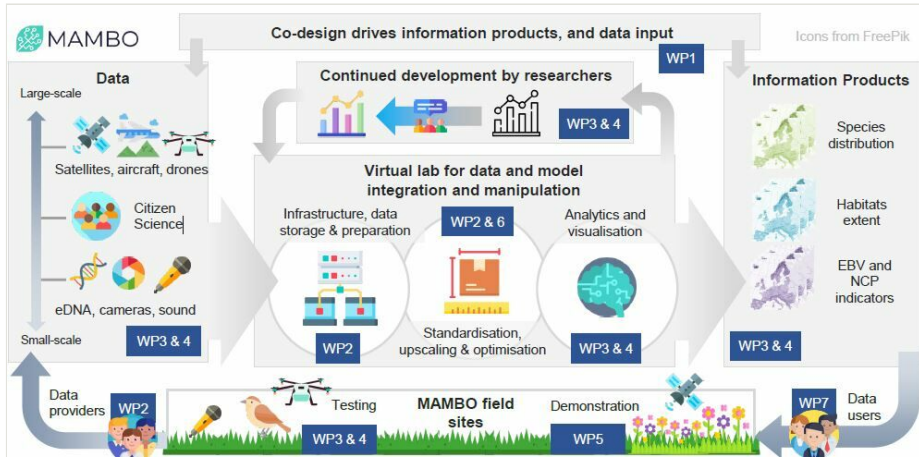 MAMBO
Co-design drives information products, and data input
Icons from FreePik
WP1
Data
Large-scale
Satellites, aircraft, drones
Citizen
Science
eDNA, cameras, sound
Small-scale
WP3 & 4
Continued development by researchers
WP3 & 4
Virtual lab for data and model
integration and manipulation
Infrastructure, data
storage & preparation
WP2
WP2 & 6
Standardisation,
upscaling & optimisation
Analytics and
visualisation
WP3 & 4
Information Products
Species
distribution
Habitats
extent
EBV and
NCP
indicators
WP3 & 4
Data
providers
WP2
Testing
WP3 & 4
MAMBO field
sites
Demonstration
WP5
WP7
Data
users